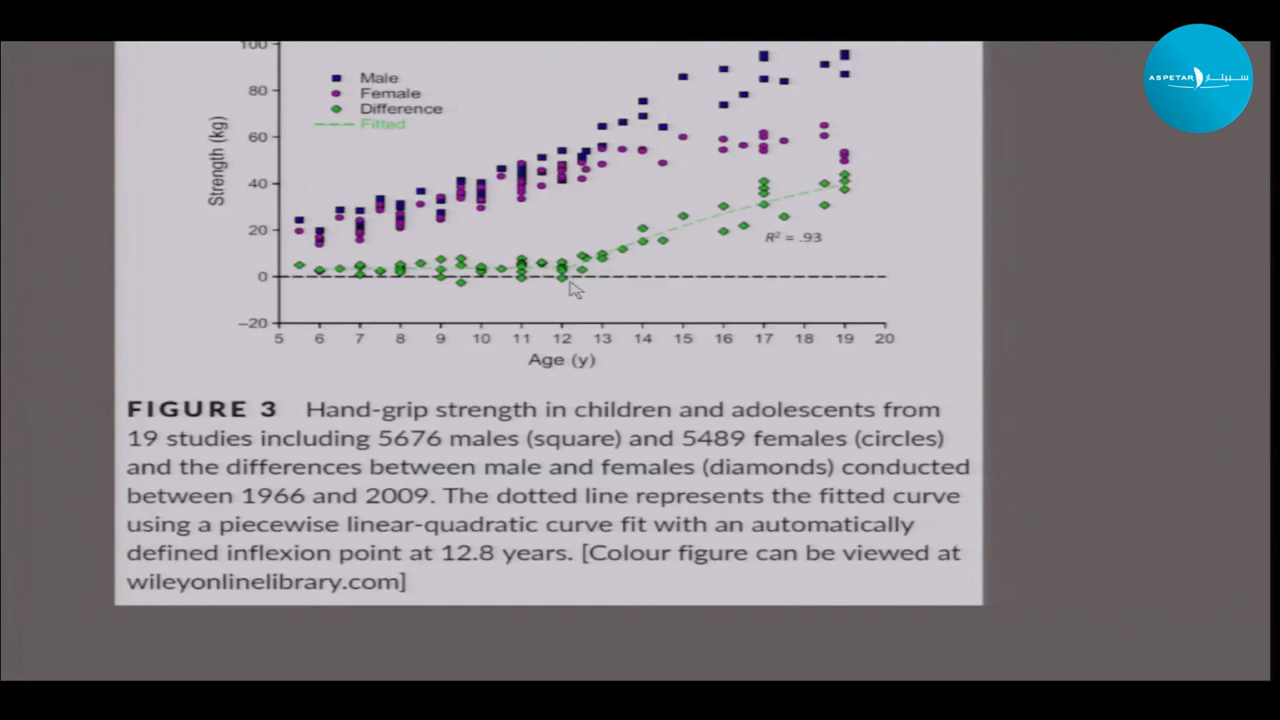 ASPETAR سبيتار
100
80
60
40
20
0
–20
Strength (kg)
Male
Female
Difference
Fitted
R² = .93
5 6 7 8 9 10 11 12 13 14 15 16 17 18 19 20
Age (y)
FIGURE 3 Hand-grip strength in children and adolescents from
19 studies including 5676 males (square) and 5489 females (circles)
and the differences between male and females (diamonds) conducted
between 1966 and 2009. The dotted line represents the fitted curve
using a piecewise linear-quadratic curve fit with an automatically
defined inflexion point at 12.8 years. [Colour figure can be viewed at
wileyonlinelibrary.com]